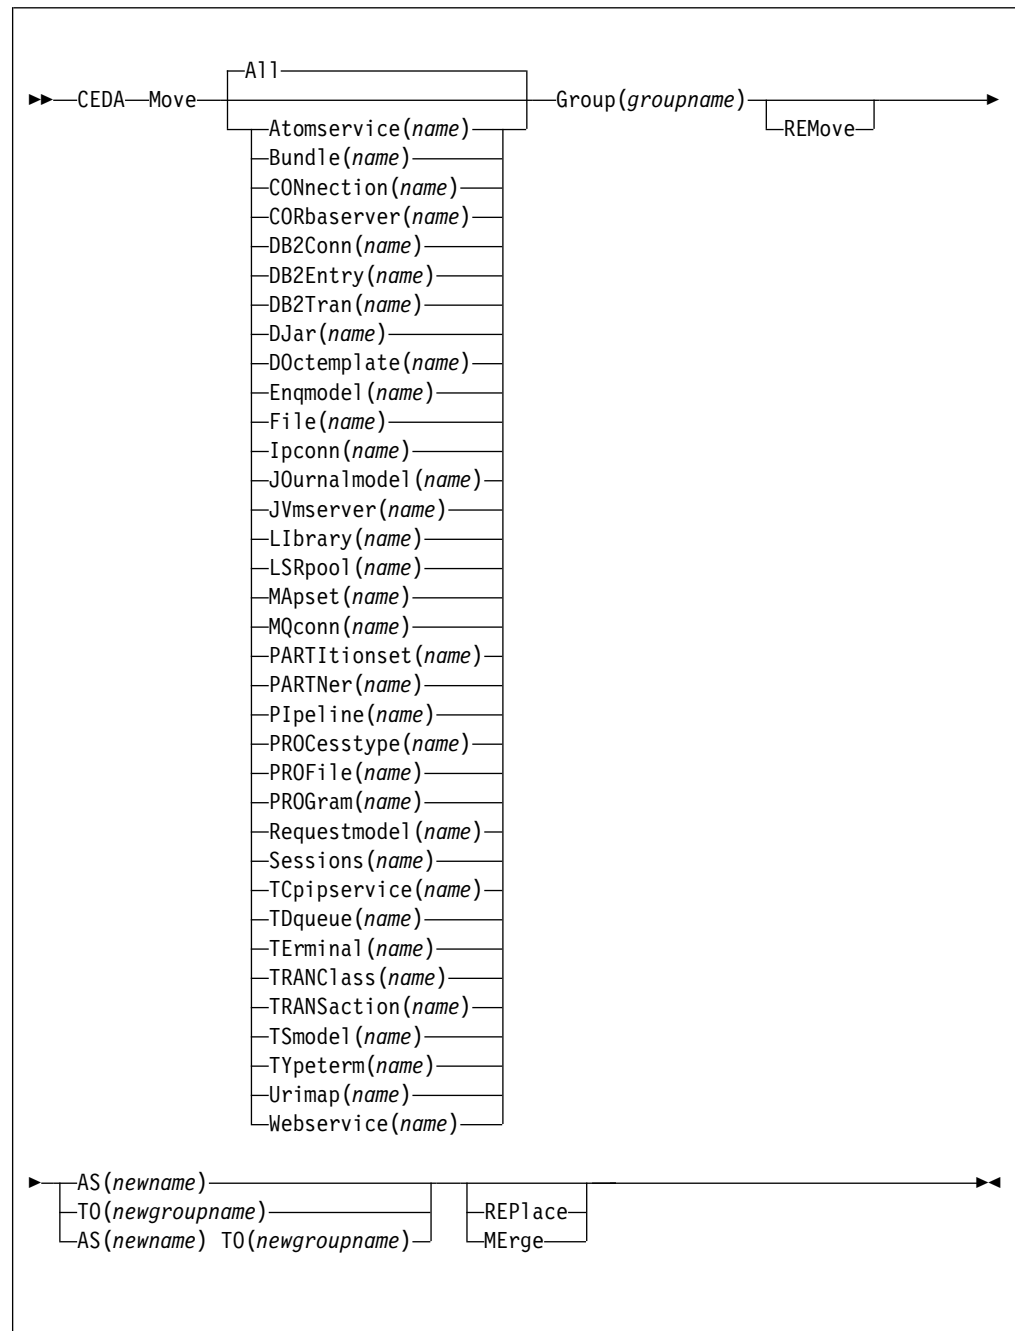 All
CEDA Move Group(groupname)
REMove
Atomservice(name)
Bundle(name)
CONnection(name)
CORbaserver(name)
DB2Conn(name)
DB2Entry(name)
DB2Tran(name)
DJar(name)
DOctemplate(name)
Enqmodel(name)
File(name)
Ipconn(name)
JOurnalmodel(name)
JVmserver(name)
LIbrary(name)
LSRpool(name)
MApset(name)
MQconn(name)
PARTItionset(name)
PARTNer(name)
PIpeline(name)
PROCesstype(name)
PROFile(name)
PROGram(name)
Requestmodel(name)
Sessions(name)
TCpipservice(name)
TDqueue(name)
TErminal(name)
TRANClass(name)
TRANSaction(name)
TSmodel(name)
TYpeterm(name)
Urimap(name)
Webservice(name)
AS(newname)
TO(newgroupname)
AS(newname) TO(newgroupname)
REPlace
MErge